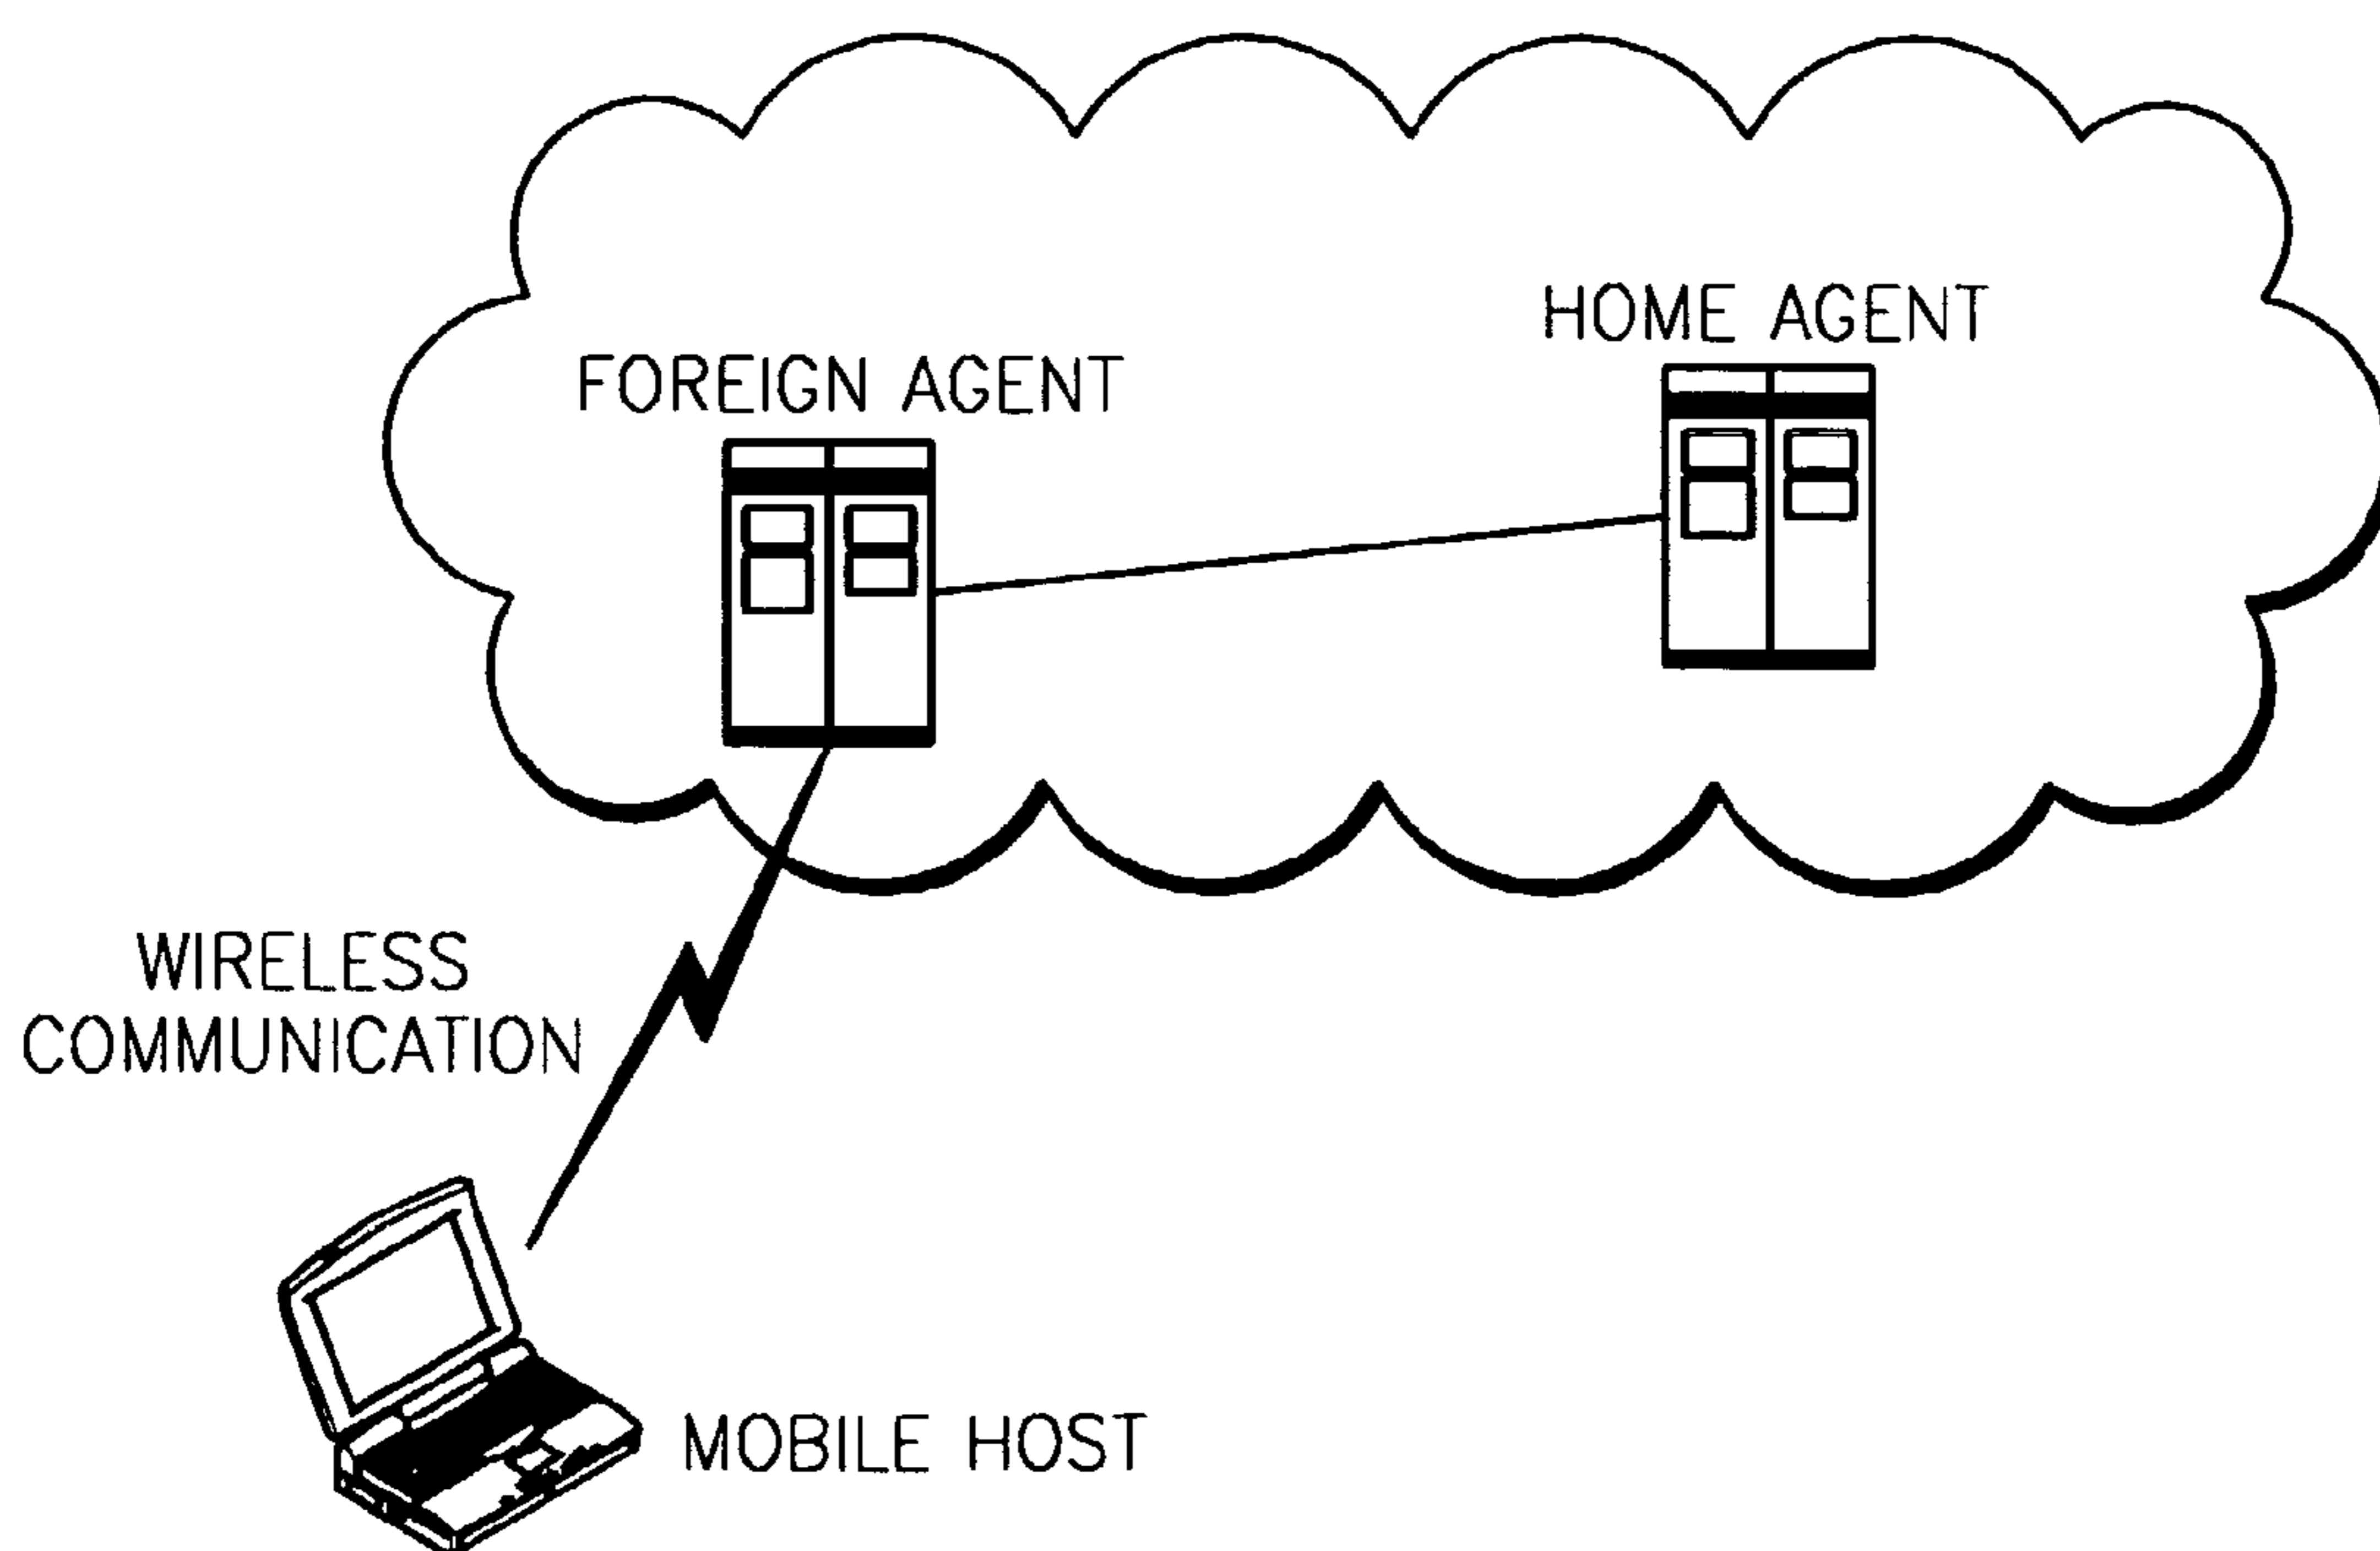 HOME AGENT
FOREIGN AGENT
WIRELESS
COMMUNICATION
MOBILE HOST